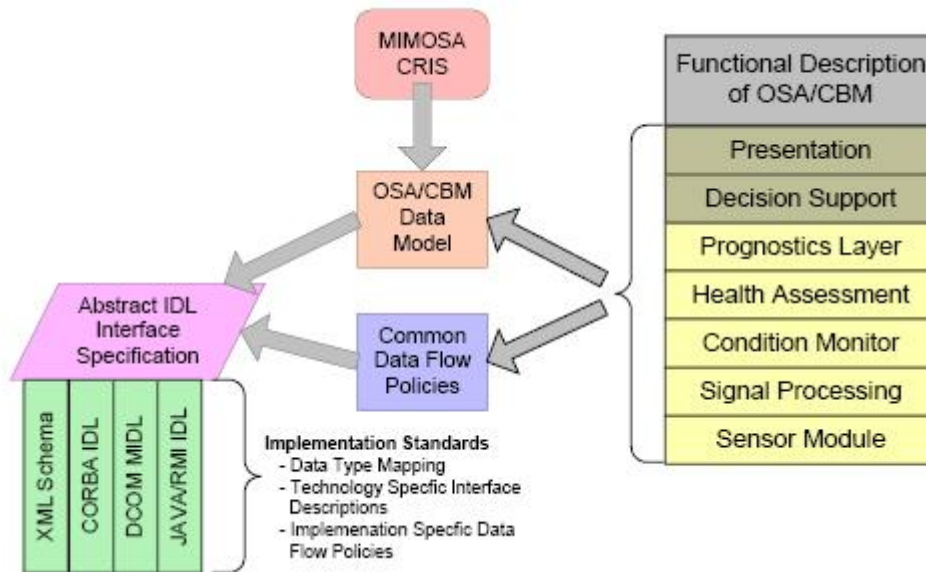 MIMOSA
CRIS
OSA/CBM
Data
Model
Common
Data Flow
Policies
Abstract IDL
Interface
Specification
XML Schema
CORBA IDL
DCOM MIDL
JAVA/RMI IDL
Implementation Standards
- Data Type Mapping
- Technology Specfic Interface
Descriptions
- Implemenation Specfic Data
Flow Policies
Functional Description
of OSA/CBM
Presentation
Decision Support
Prognostics Layer
Health Assessment
Condition Monitor
Signal Processing
Sensor Module